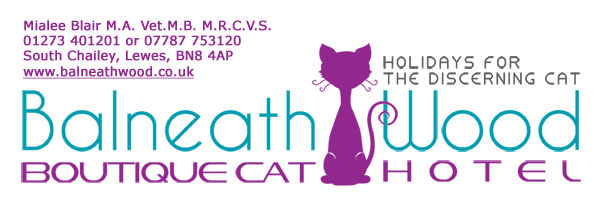 Mialee Blair M.A. Vet.M.B. M.R.C.V.S.
01273 401201 or 07787 753120
South Chailey, Lewes, BN8 4AP
www.balneathwood.co.uk
HOLIDAYS FOR
THE DISCERNING CAT
Balneath Wood
BOUTIQUE CAT HOTEL